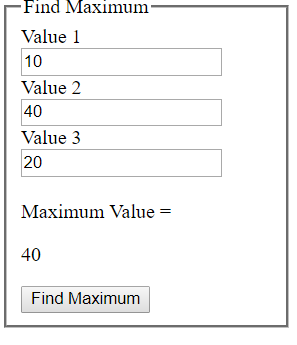 Find Maximum
Value 1
10
Value 2
40
Value 3
20
Maximum Value =
40
Find Maximum